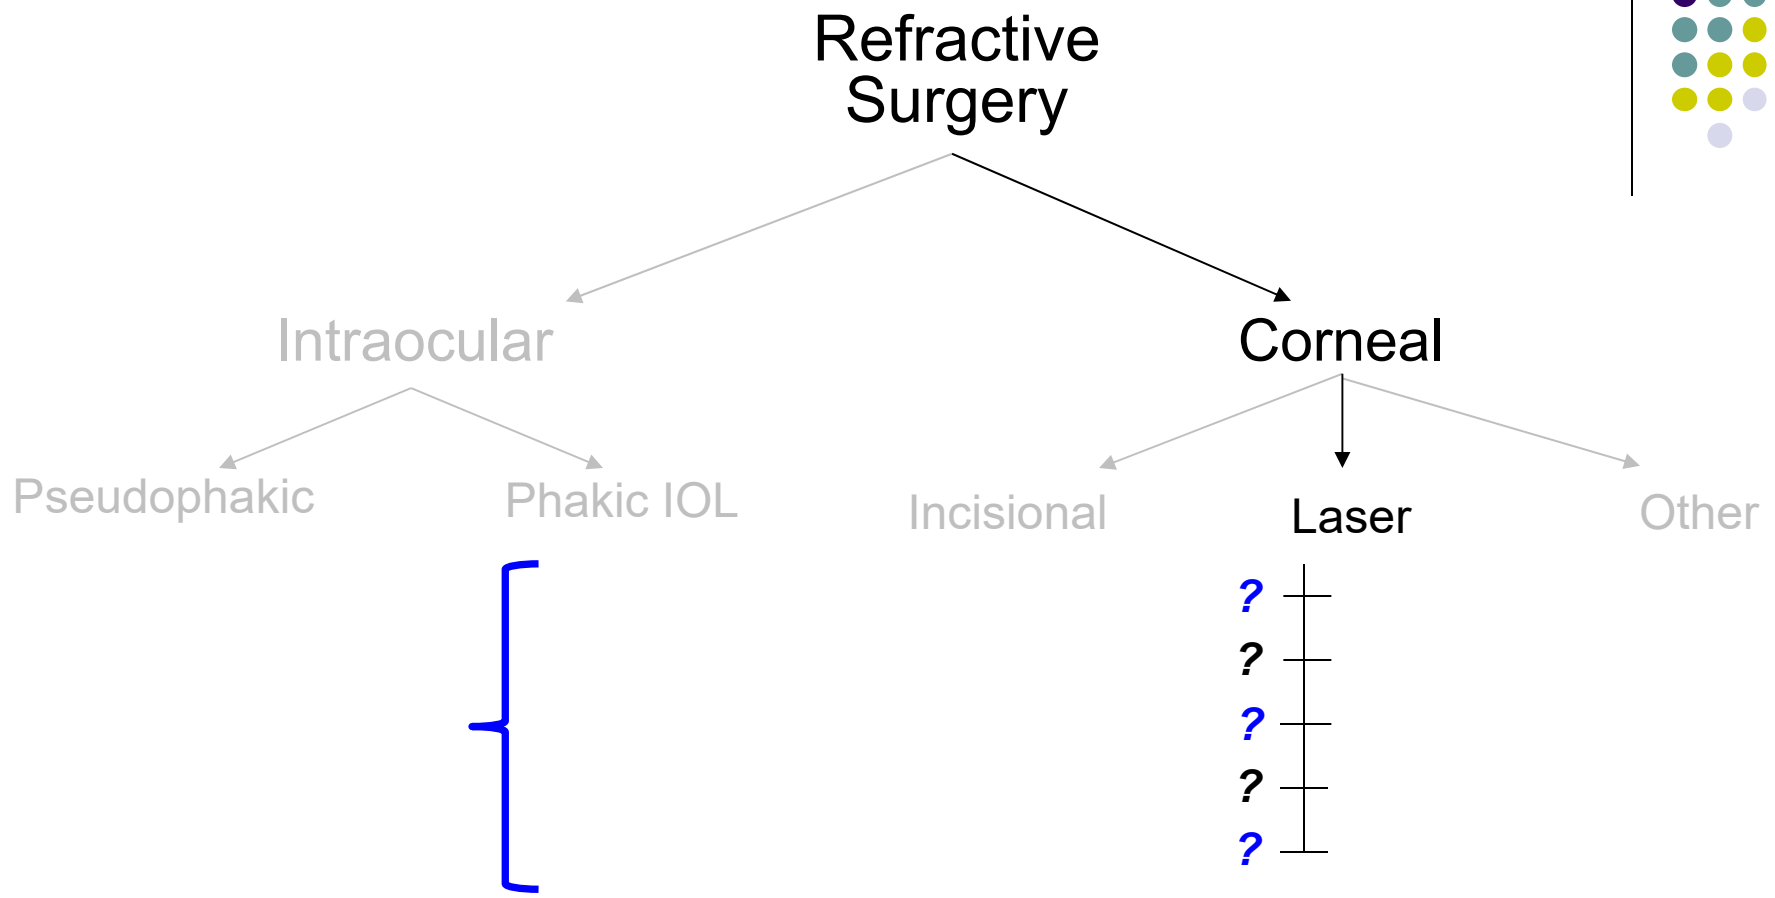 Refractive
Surgery
Intraocular
Corneal
Pseudophakic
Phakic IOL
Incisional
Laser
Other
?
?
?
?
?